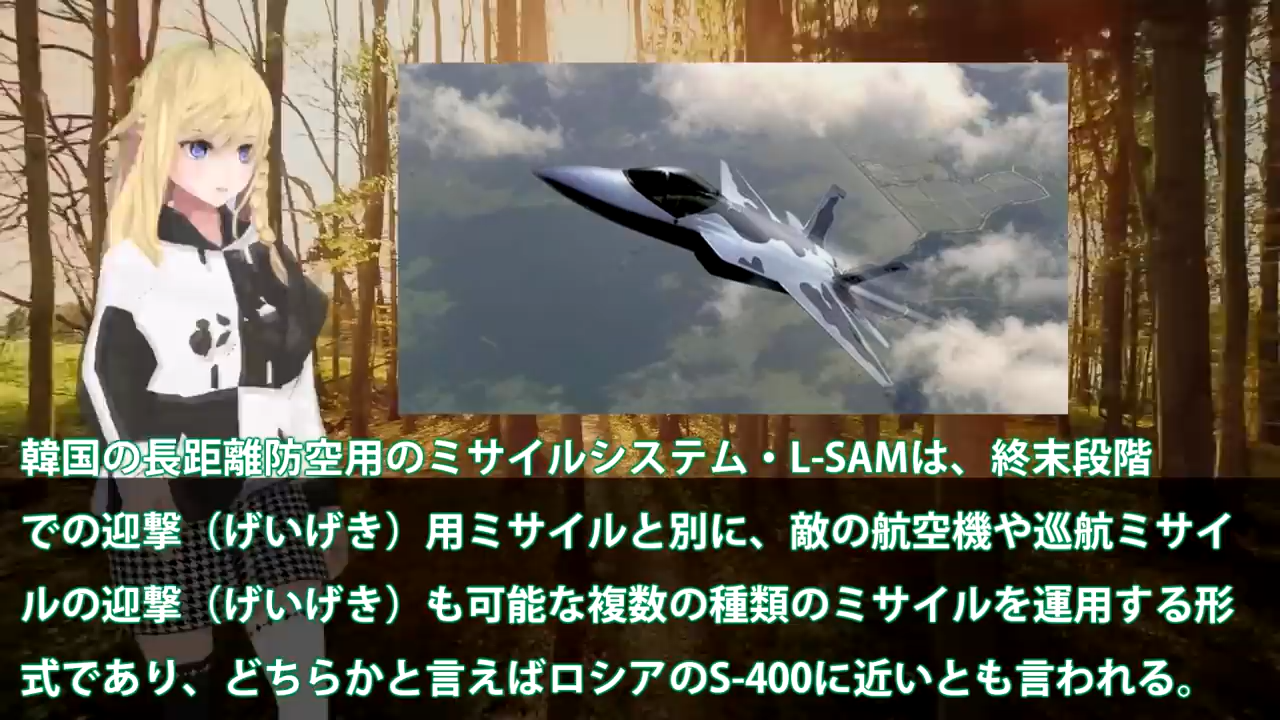 韓国の長距離防空用のミサイルシステム・L-SAMは、終末段階
での迎撃（げいげき）用ミサイルと別に、敵の航空機や巡航ミサイ
ルの迎撃（げいげき）も可能な複数の種類のミサイルを運用する形
式であり、どちらかと言えばロシアのS-400に近いとも言われる。